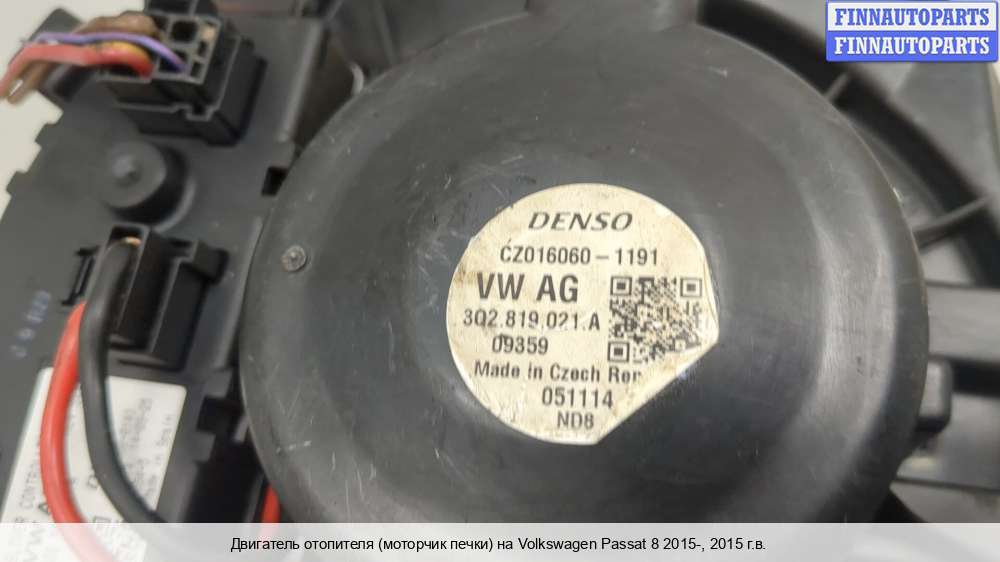 FINNAUTOPARTS
FINNAUTOPARTS
DENSO
CZ016060-1191
VW AG
3Q2.819.021.A
09359
Made in Czech Rep
051114
ND8
Двигатель отопителя (моторчик печки) на Volkswagen Passat 8 2015-, 2015 г.в.